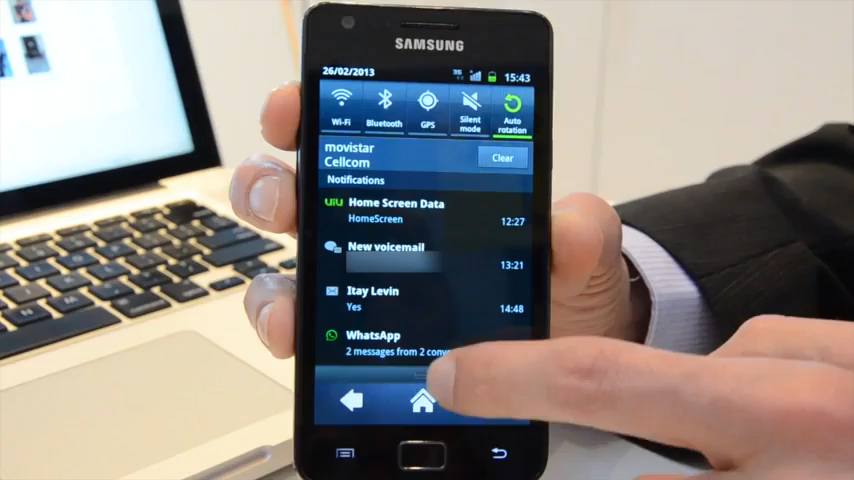 SAMSUNG
26/02/2013 3G 15:43
Wi-Fi Bluetooth GPS Silent mode Auto rotation
movistar
Cellcom
Clear
Notifications
UIU Home Screen Data
HomeScreen 12:27
New voicemail
13:21
Itay Levin
Yes 14:48
WhatsApp
2 messages from 2